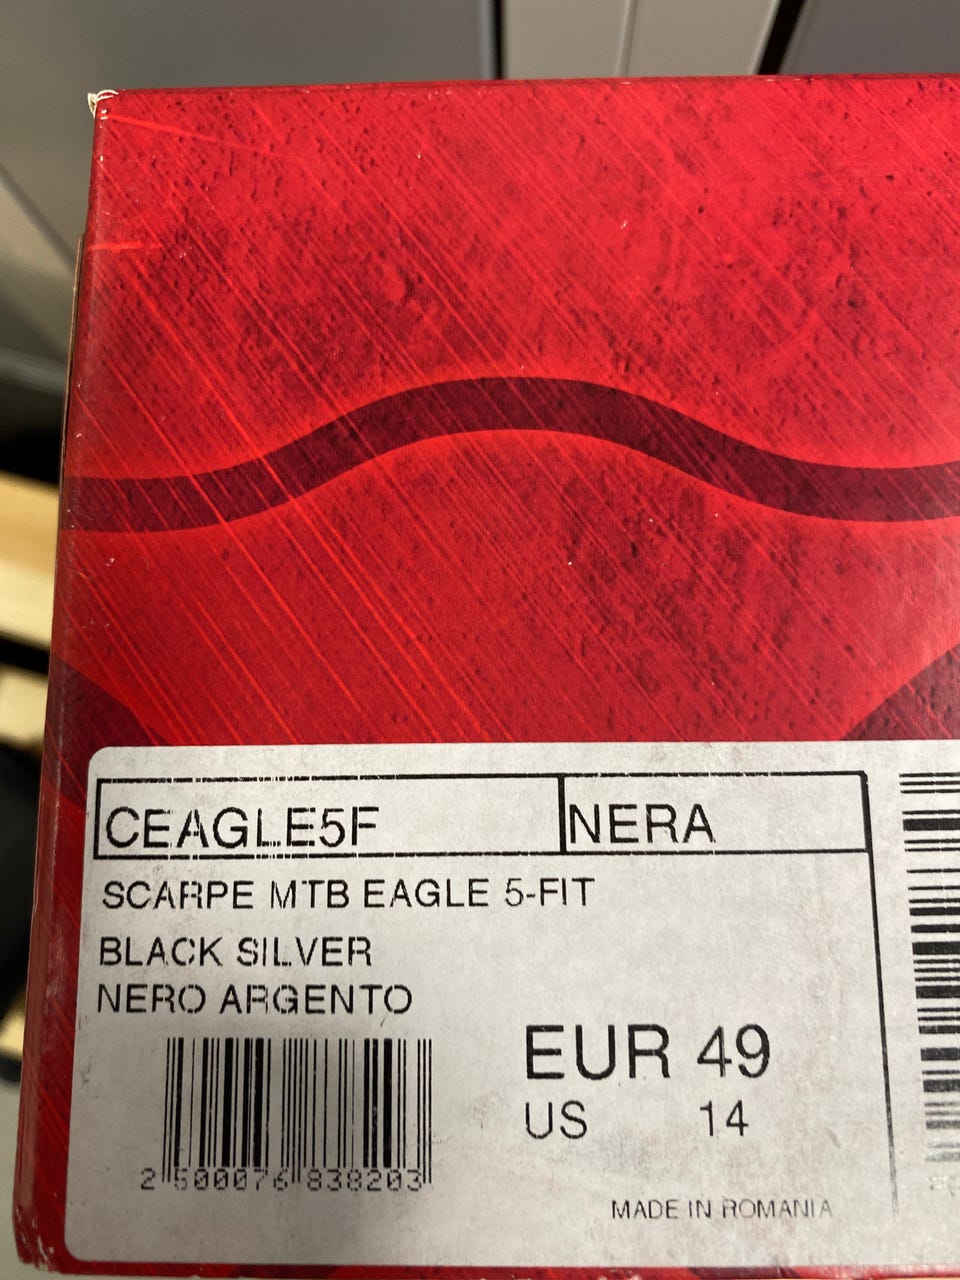 CEAGLE5F NERA
SCARPE MTB EAGLE 5-FIT
BLACK SILVER
NERO ARGENTO
EUR 49
US 14
2 500076 838203
MADE IN ROMANIA